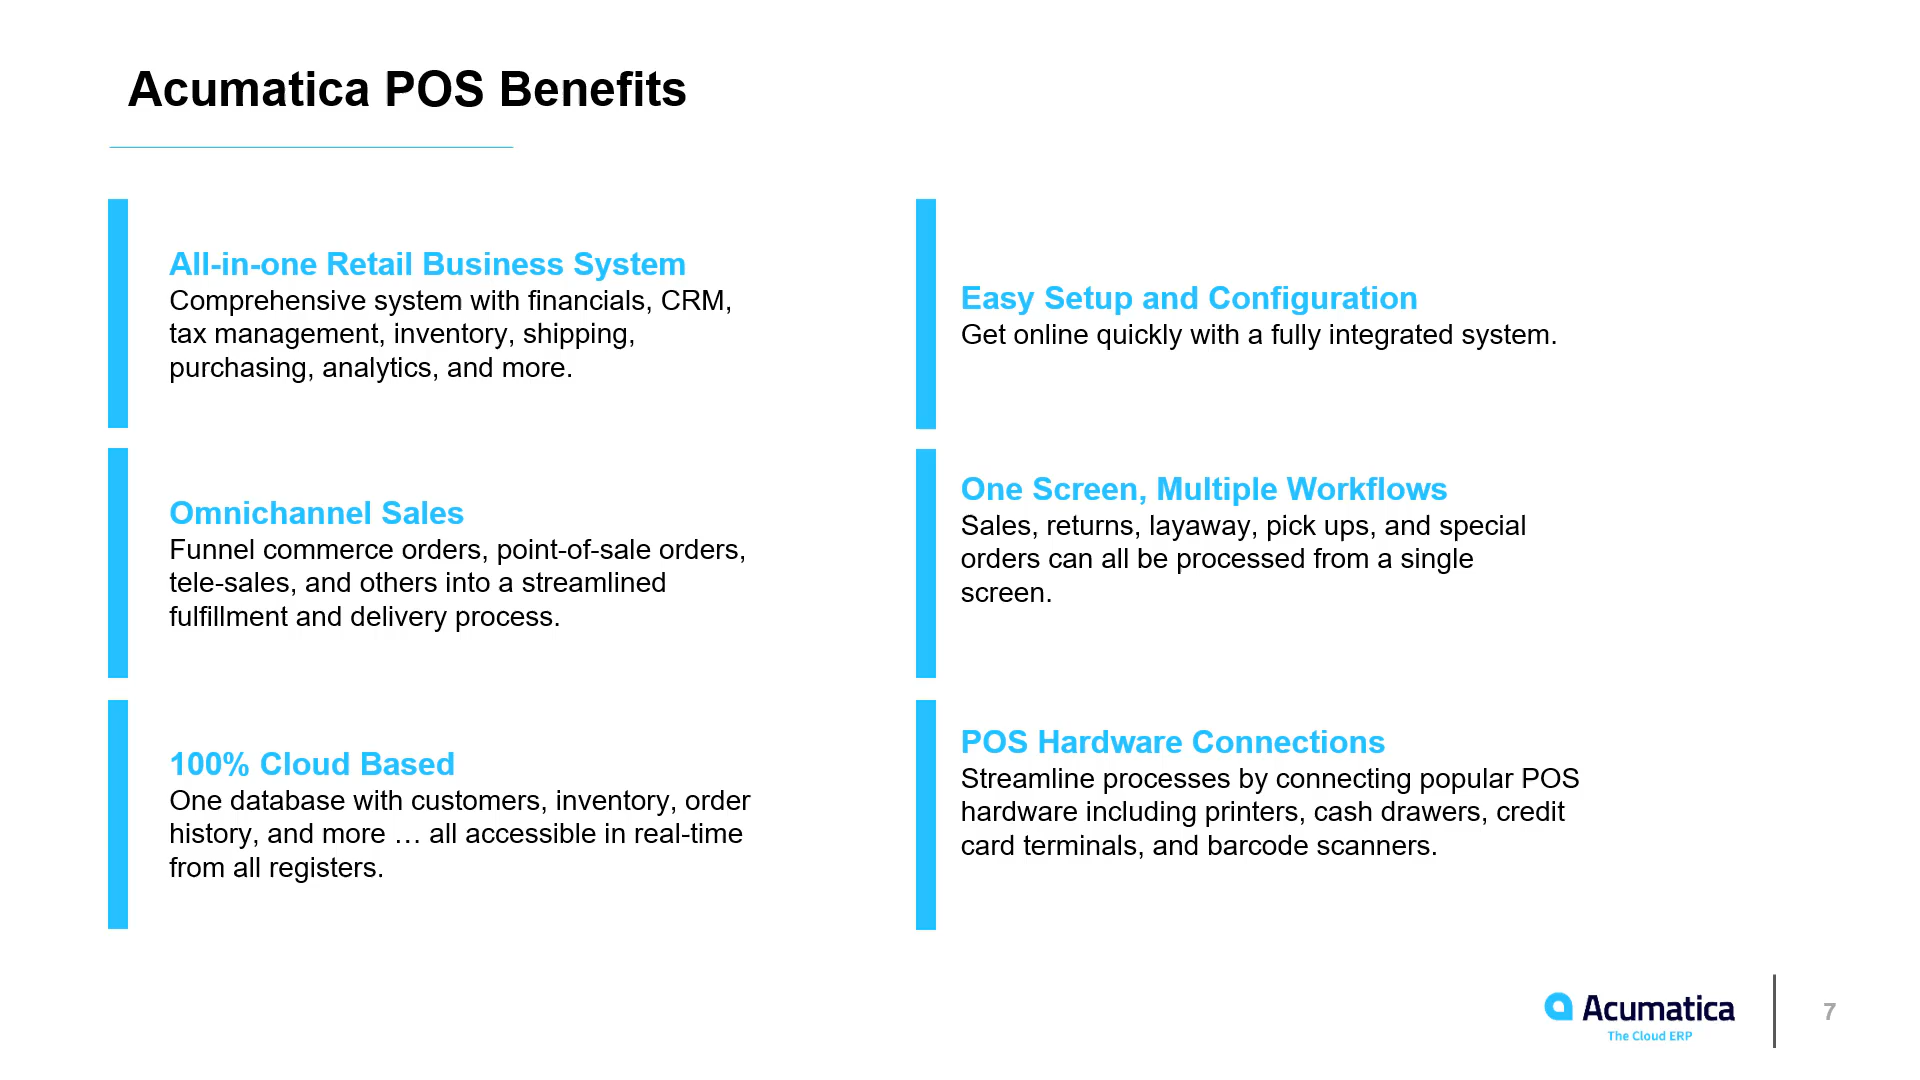 Acumatica POS Benefits
All-in-one Retail Business System
Comprehensive system with financials, CRM,
tax management, inventory, shipping,
purchasing, analytics, and more.
Omnichannel Sales
Funnel commerce orders, point-of-sale orders,
tele-sales, and others into a streamlined
fulfillment and delivery process.
100% Cloud Based
One database with customers, inventory, order
history, and more … all accessible in real-time
from all registers.
Easy Setup and Configuration
Get online quickly with a fully integrated system.
One Screen, Multiple Workflows
Sales, returns, layaway, pick ups, and special
orders can all be processed from a single
screen.
POS Hardware Connections
Streamline processes by connecting popular POS
hardware including printers, cash drawers, credit
card terminals, and barcode scanners.
Acumatica
The Cloud ERP
7